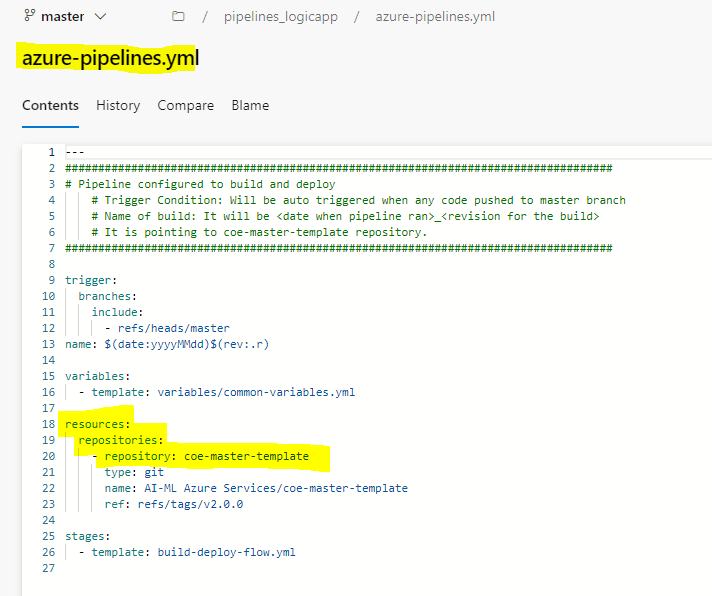 master
/ pipelines_logicapp / azure-pipelines.yml
azure-pipelines.yml
Contents History Compare Blame
1 ---
2 ###################################################################################
3 # Pipeline configured to build and deploy
4 # Trigger Condition: Will be auto triggered when any code pushed to master branch
5 # Name of build: It will be <date when pipeline ran>_<revision for the build>
6 # It is pointing to coe-master-template repository.
7 ###################################################################################
8
9 trigger:
10 branches:
11 include:
12 - refs/heads/master
13 name: $(date:yyyyMMdd)$(rev:.r)
14
15 variables:
16 - template: variables/common-variables.yml
17
18 resources:
19 repositories:
20 - repository: coe-master-template
21 type: git
22 name: AI-ML Azure Services/coe-master-template
23 ref: refs/tags/v2.0.0
24
25 stages:
26 - template: build-deploy-flow.yml
27